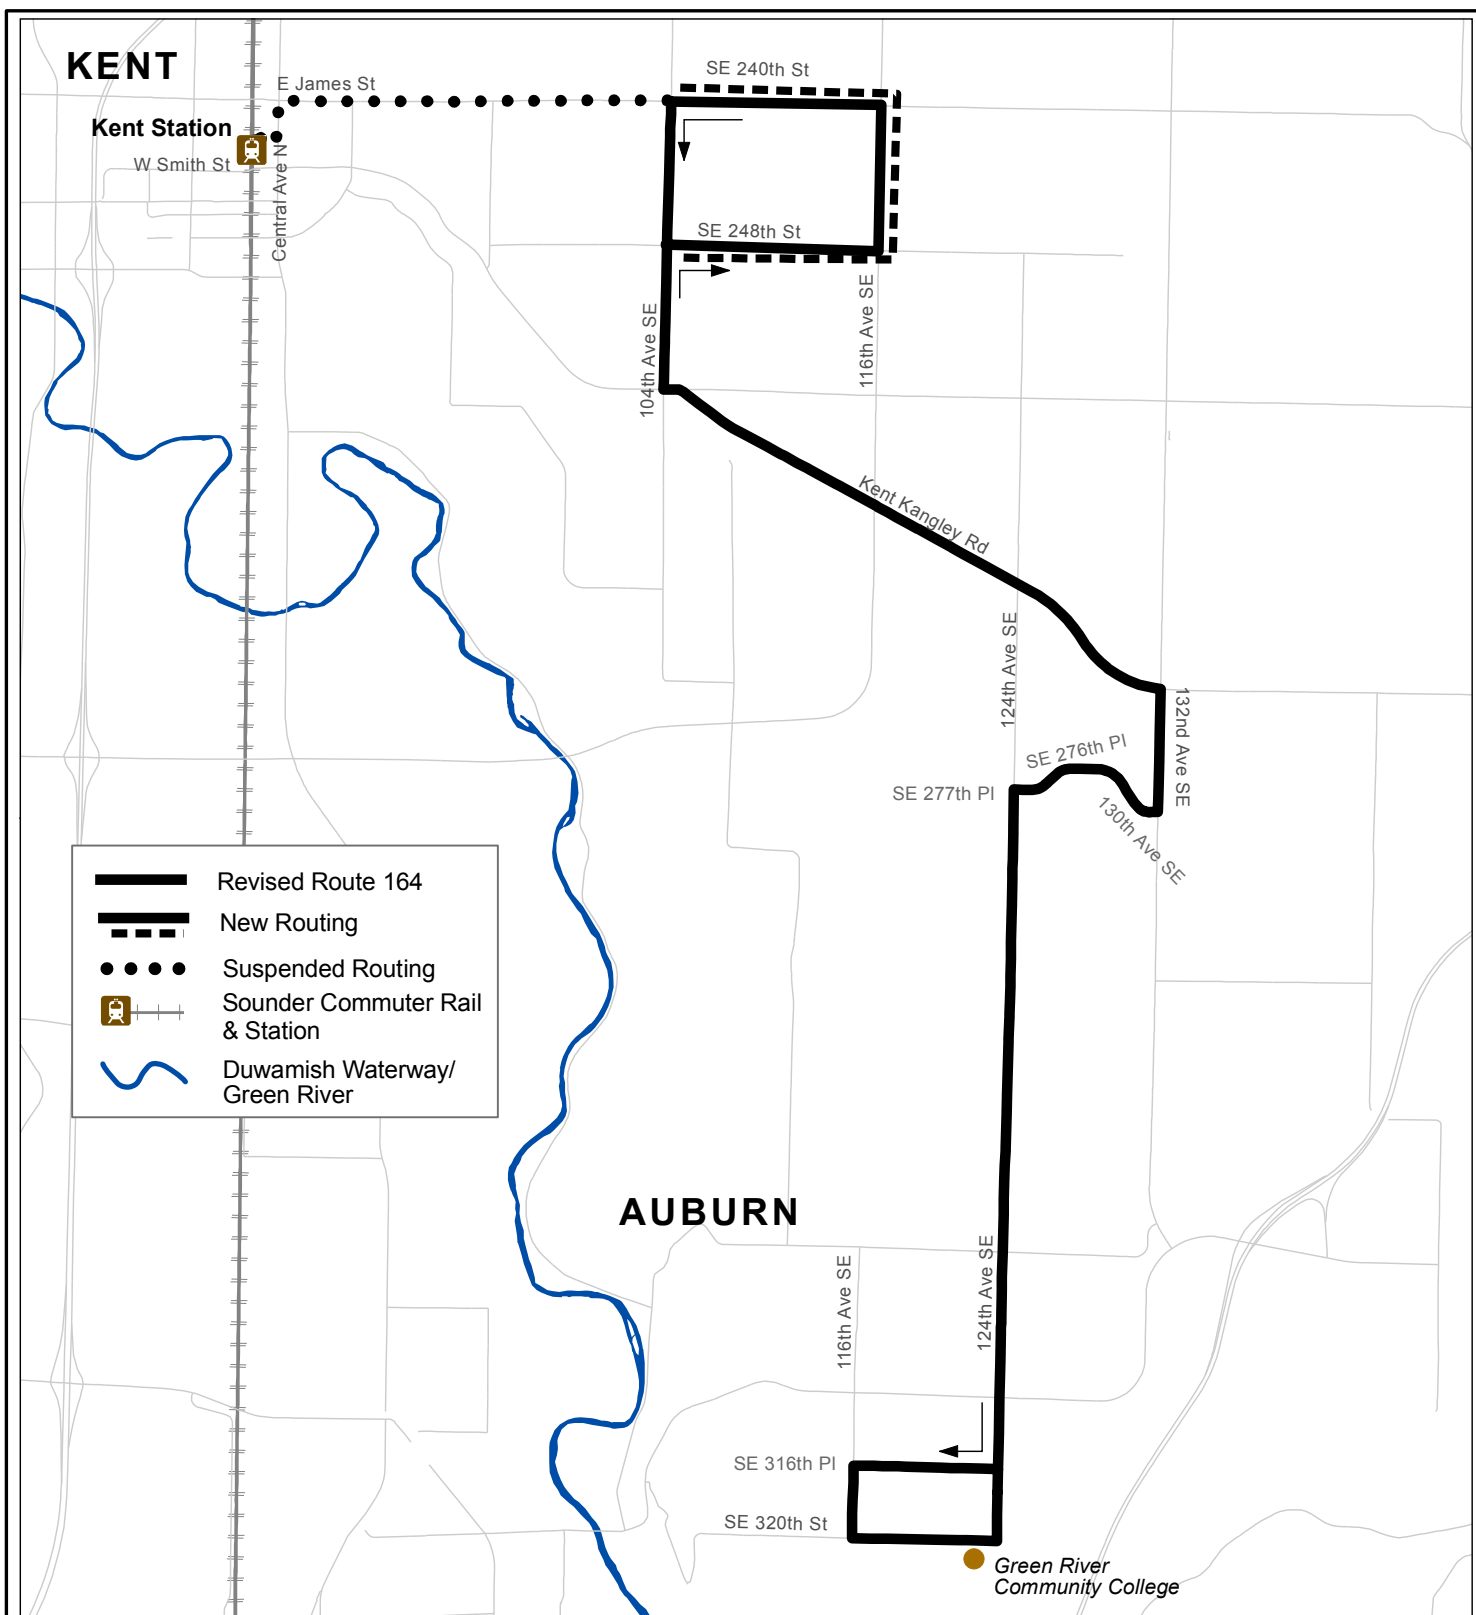 KENT
SE 240th St
E James St
Kent Station
W Smith St
Central Ave N
SE 248th St
104th Ave SE
116th Ave SE
Kent Kangley Rd
124th Ave SE
132nd Ave SE
SE 276th Pl
SE 277th Pl
130th Ave SE
Revised Route 164
New Routing
Suspended Routing
Sounder Commuter Rail
& Station
Duwamish Waterway/
Green River
AUBURN
116th Ave SE
124th Ave SE
SE 316th Pl
SE 320th St
Green River
Community College